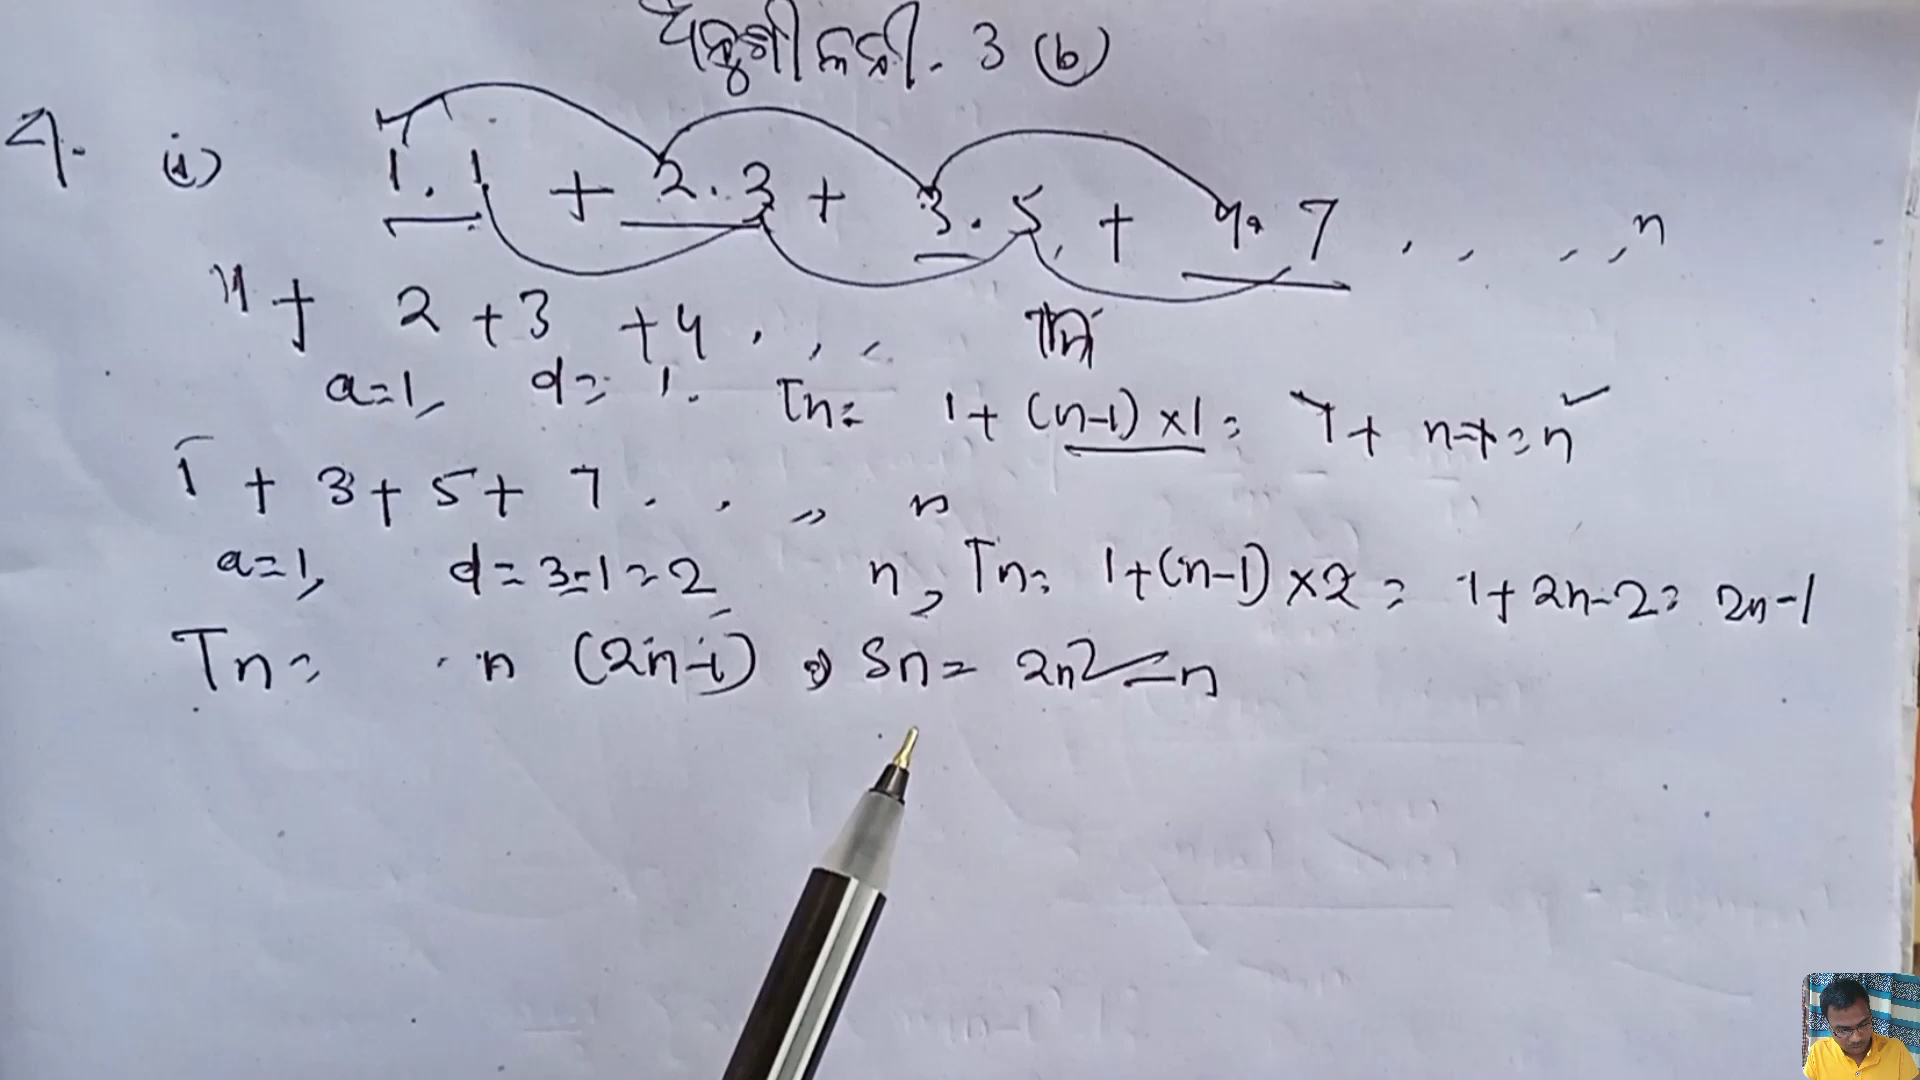 ଅନୁଶୀଳନୀ - 3 (b)
4. (i) 1.1 + 2.3 + 3.5 + 4.7 . . . . , n
1 + 2 + 3 + 4 . , ,
a=1, d= 1. Tn= 1+(n-1)×1= 1+n-1=n
1 + 3 + 5 + 7 . . ,, n
a=1, d=3-1=2, n, Tn= 1+(n-1)×2= 1+2n-2= 2n-1
Tn= n (2n-1) Sn= 2n²-n